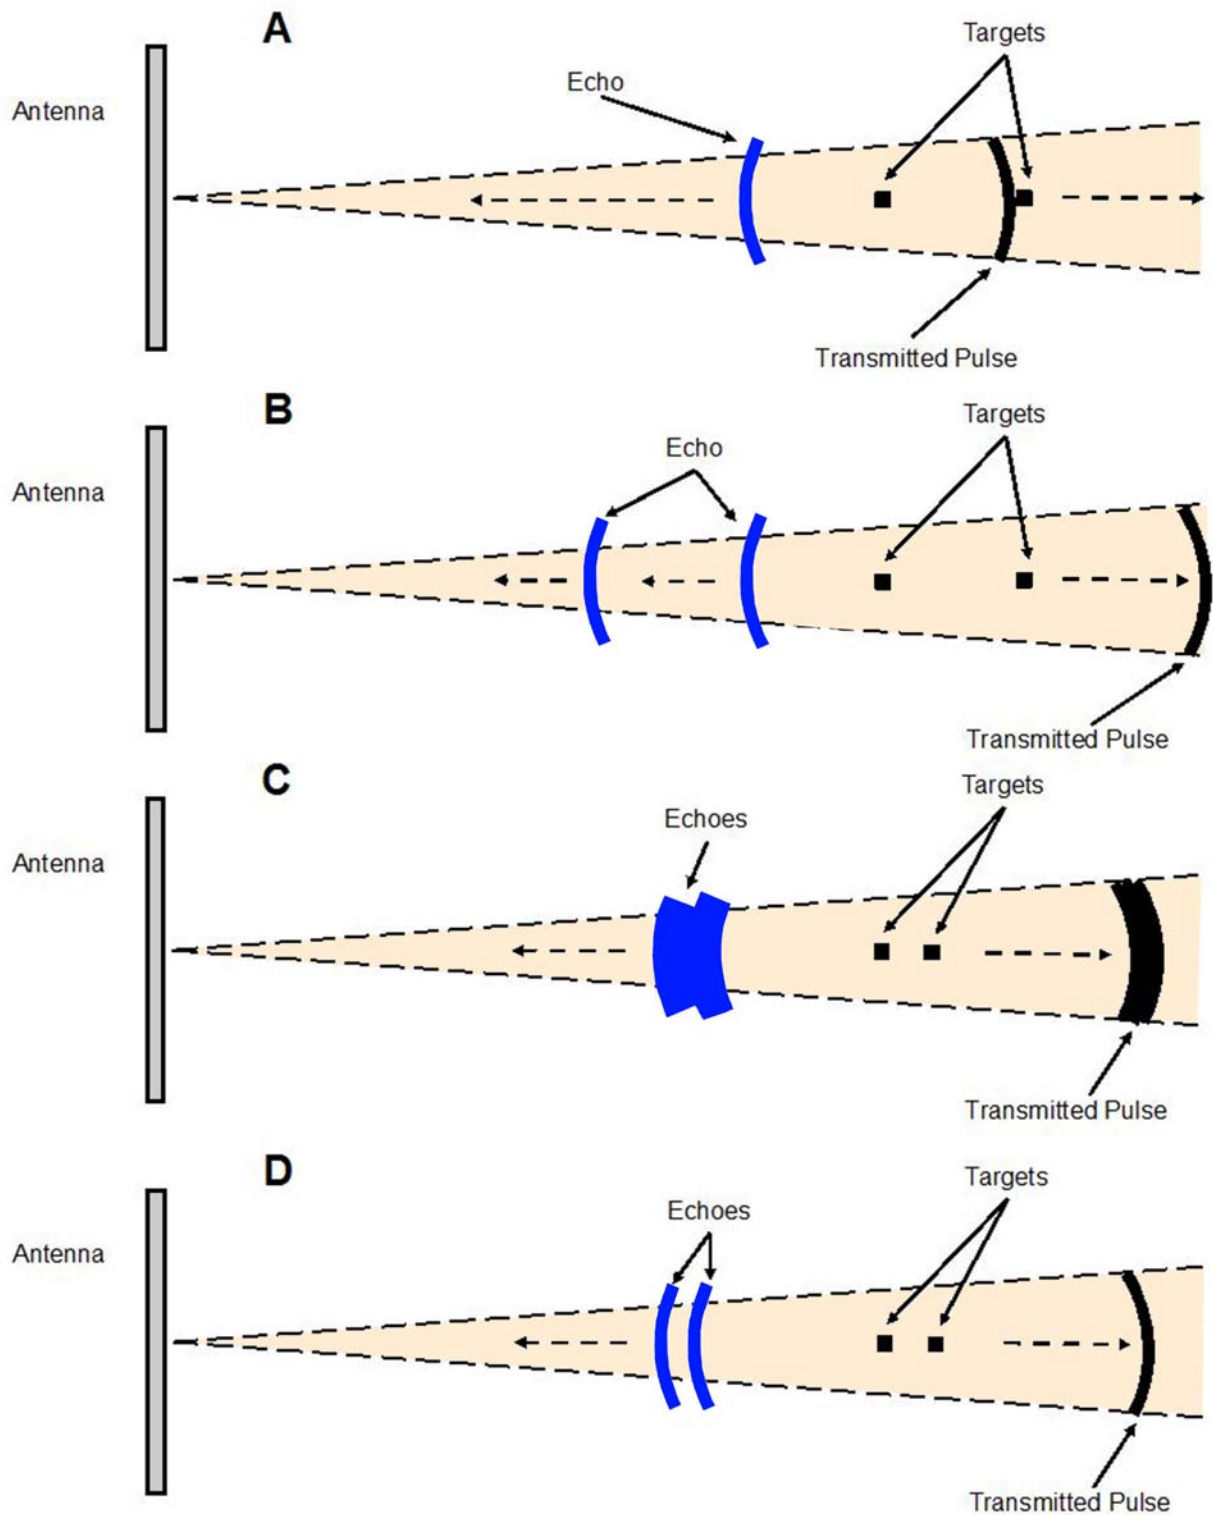 A
Targets
Echo
Antenna
Transmitted Pulse
B
Targets
Echo
Antenna
Transmitted Pulse
C
Targets
Echoes
Antenna
Transmitted Pulse
D
Targets
Echoes
Antenna
Transmitted Pulse